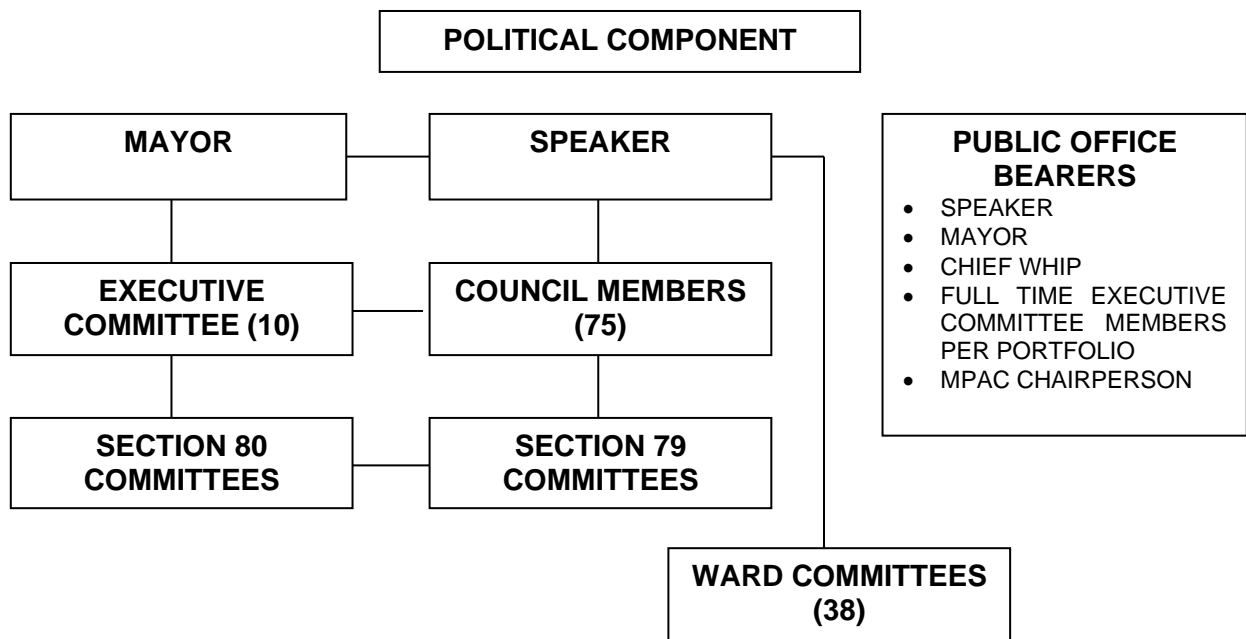 POLITICAL COMPONENT
MAYOR
SPEAKER
EXECUTIVE
COMMITTEE (10)
COUNCIL MEMBERS
(75)
SECTION 80
COMMITTEES
SECTION 79
COMMITTEES
WARD COMMITTEES
(38)
PUBLIC OFFICE
BEARERS
• SPEAKER
• MAYOR
• CHIEF WHIP
• FULL TIME EXECUTIVE
COMMITTEE MEMBERS
PER PORTFOLIO
• MPAC CHAIRPERSON